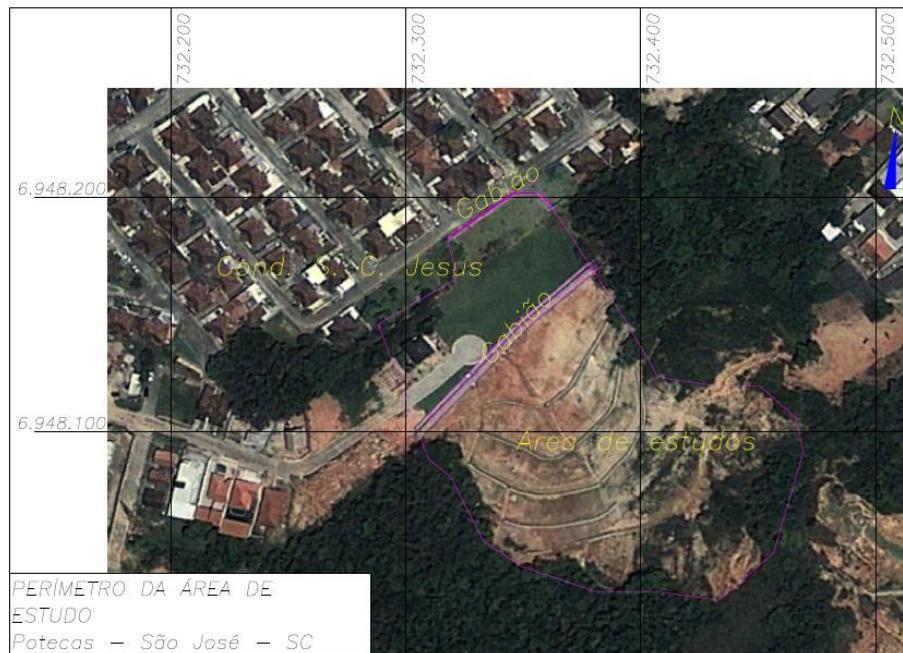 732.200
732.300
732.400
732.500
N
6.948.200
Gabião
Cond. S. C. Jesus
Gabião
6.948.100
Área de estudos
PERÍMETRO DA ÁREA DE
ESTUDO
Potecas - São José - SC